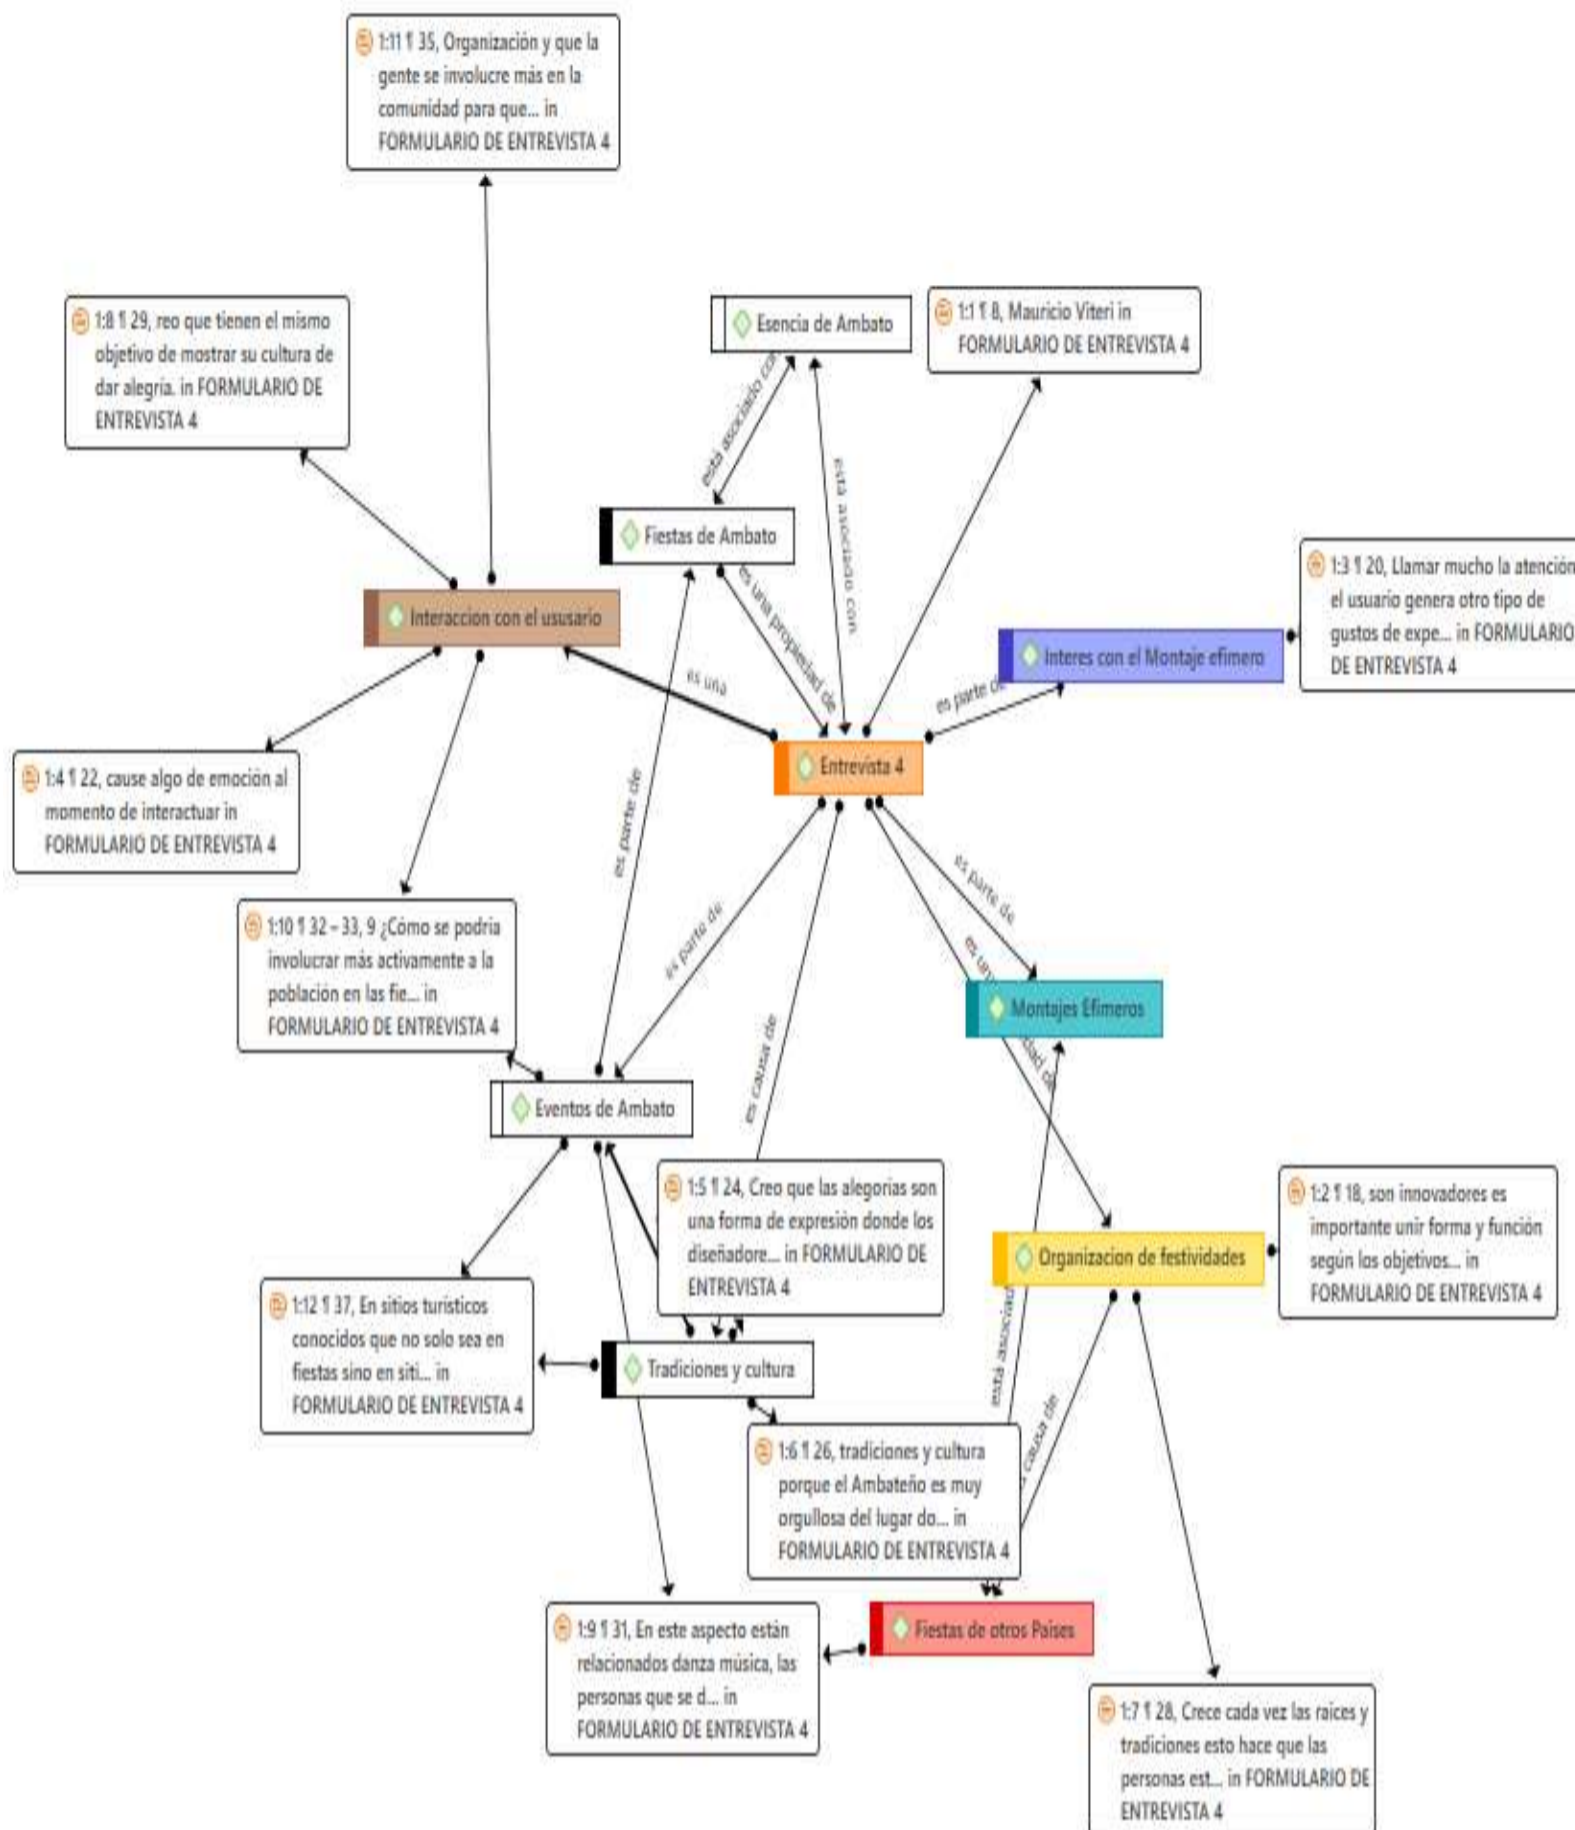 1:11 ¶ 35, Organización y que la
gente se involucre más en la
comunidad para que... in
FORMULARIO DE ENTREVISTA 4
1:8 ¶ 29, reo que tienen el mismo
objetivo de mostrar su cultura de
dar alegría. in FORMULARIO DE
ENTREVISTA 4
Esencia de Ambato
1:1 ¶ 8, Mauricio Viteri in
FORMULARIO DE ENTREVISTA 4
está asociado con
está asociado con
Fiestas de Ambato
es una propiedad de
1:3 ¶ 20, Llamar mucho la atención
el usuario genera otro tipo de
gustos de expe... in FORMULARIO
DE ENTREVISTA 4
Interaccion con el ususario
Interes con el Montaje efimero
es una
es parte de
Entrevista 4
1:4 ¶ 22, cause algo de emoción al
momento de interactuar in
FORMULARIO DE ENTREVISTA 4
es parte de
es parte de
es parte de
1:10 ¶ 32 – 33, 9 ¿Cómo se podría
involucrar más activamente a la
población en las fie... in
FORMULARIO DE ENTREVISTA 4
es un
dad de
Montajes Efimeros
es causa de
Eventos de Ambato
1:5 ¶ 24, Creo que las alegorías son
una forma de expresión donde los
diseñadore... in FORMULARIO DE
ENTREVISTA 4
1:2 ¶ 18, son innovadores es
importante unir forma y función
según los objetivos... in
FORMULARIO DE ENTREVISTA 4
Organizacion de festividades
1:12 ¶ 37, En sitios turísticos
conocidos que no solo sea en
fiestas sino en siti... in
FORMULARIO DE ENTREVISTA 4
está asociad
Tradiciones y cultura
causa de
1:6 ¶ 26, tradiciones y cultura
porque el Ambateño es muy
orgullosa del lugar do... in
FORMULARIO DE ENTREVISTA 4
1:9 ¶ 31, En este aspecto están
relacionados danza música, las
personas que se d... in
FORMULARIO DE ENTREVISTA 4
Fiestas de otros Paises
1:7 ¶ 28, Crece cada vez las raíces y
tradiciones esto hace que las
personas est... in FORMULARIO DE
ENTREVISTA 4